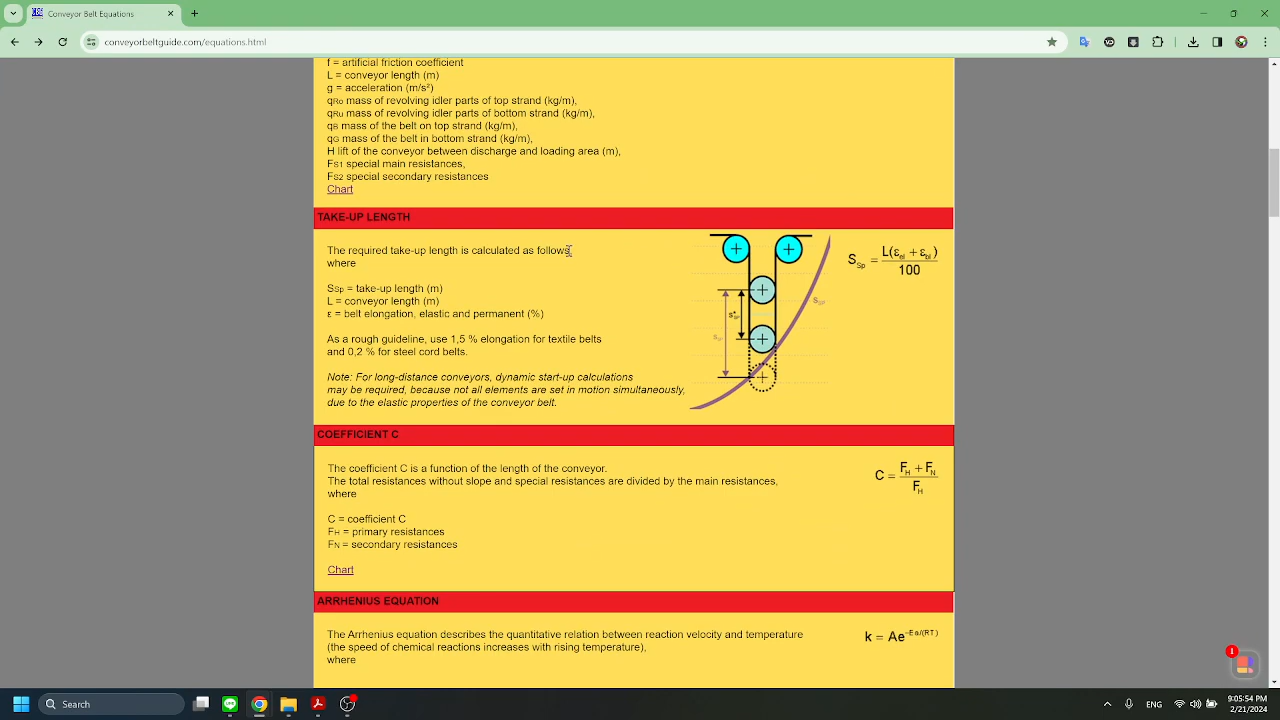 Conveyor Belts Equations
conveyorbeltguide.com/equations.html
f = artificial friction coefficient
L = conveyor length (m)
g = acceleration (m/s²)
qRo mass of revolving idler parts of top strand (kg/m),
qRu mass of revolving idler parts of bottom strand (kg/m),
qB mass of the belt on top strand (kg/m),
qG mass of the belt in bottom strand (kg/m),
H lift of the conveyor between discharge and loading area (m),
FS1 special main resistances,
FS2 special secondary resistances
Chart
TAKE-UP LENGTH
The required take-up length is calculated as follows
where
SSp = take-up length (m)
L = conveyor length (m)
ε = belt elongation, elastic and permanent (%)
As a rough guideline, use 1,5 % elongation for textile belts
and 0,2 % for steel cord belts.
Note: For long-distance conveyors, dynamic start-up calculations
may be required, because not all elements are set in motion simultaneously,
due to the elastic properties of the conveyor belt.
SSp = L(εel + εbl) / 100
COEFFICIENT C
The coefficient C is a function of the length of the conveyor.
The total resistances without slope and special resistances are divided by the main resistances,
where
C = coefficient C
FH = primary resistances
FN = secondary resistances
Chart
C = FH + FN / FH
ARRHENIUS EQUATION
The Arrhenius equation describes the quantitative relation between reaction velocity and temperature
(the speed of chemical reactions increases with rising temperature),
where
k = Ae−Ea/(RT)
1
Search
LINE
ENG
9:05:54 PM
2/21/2024